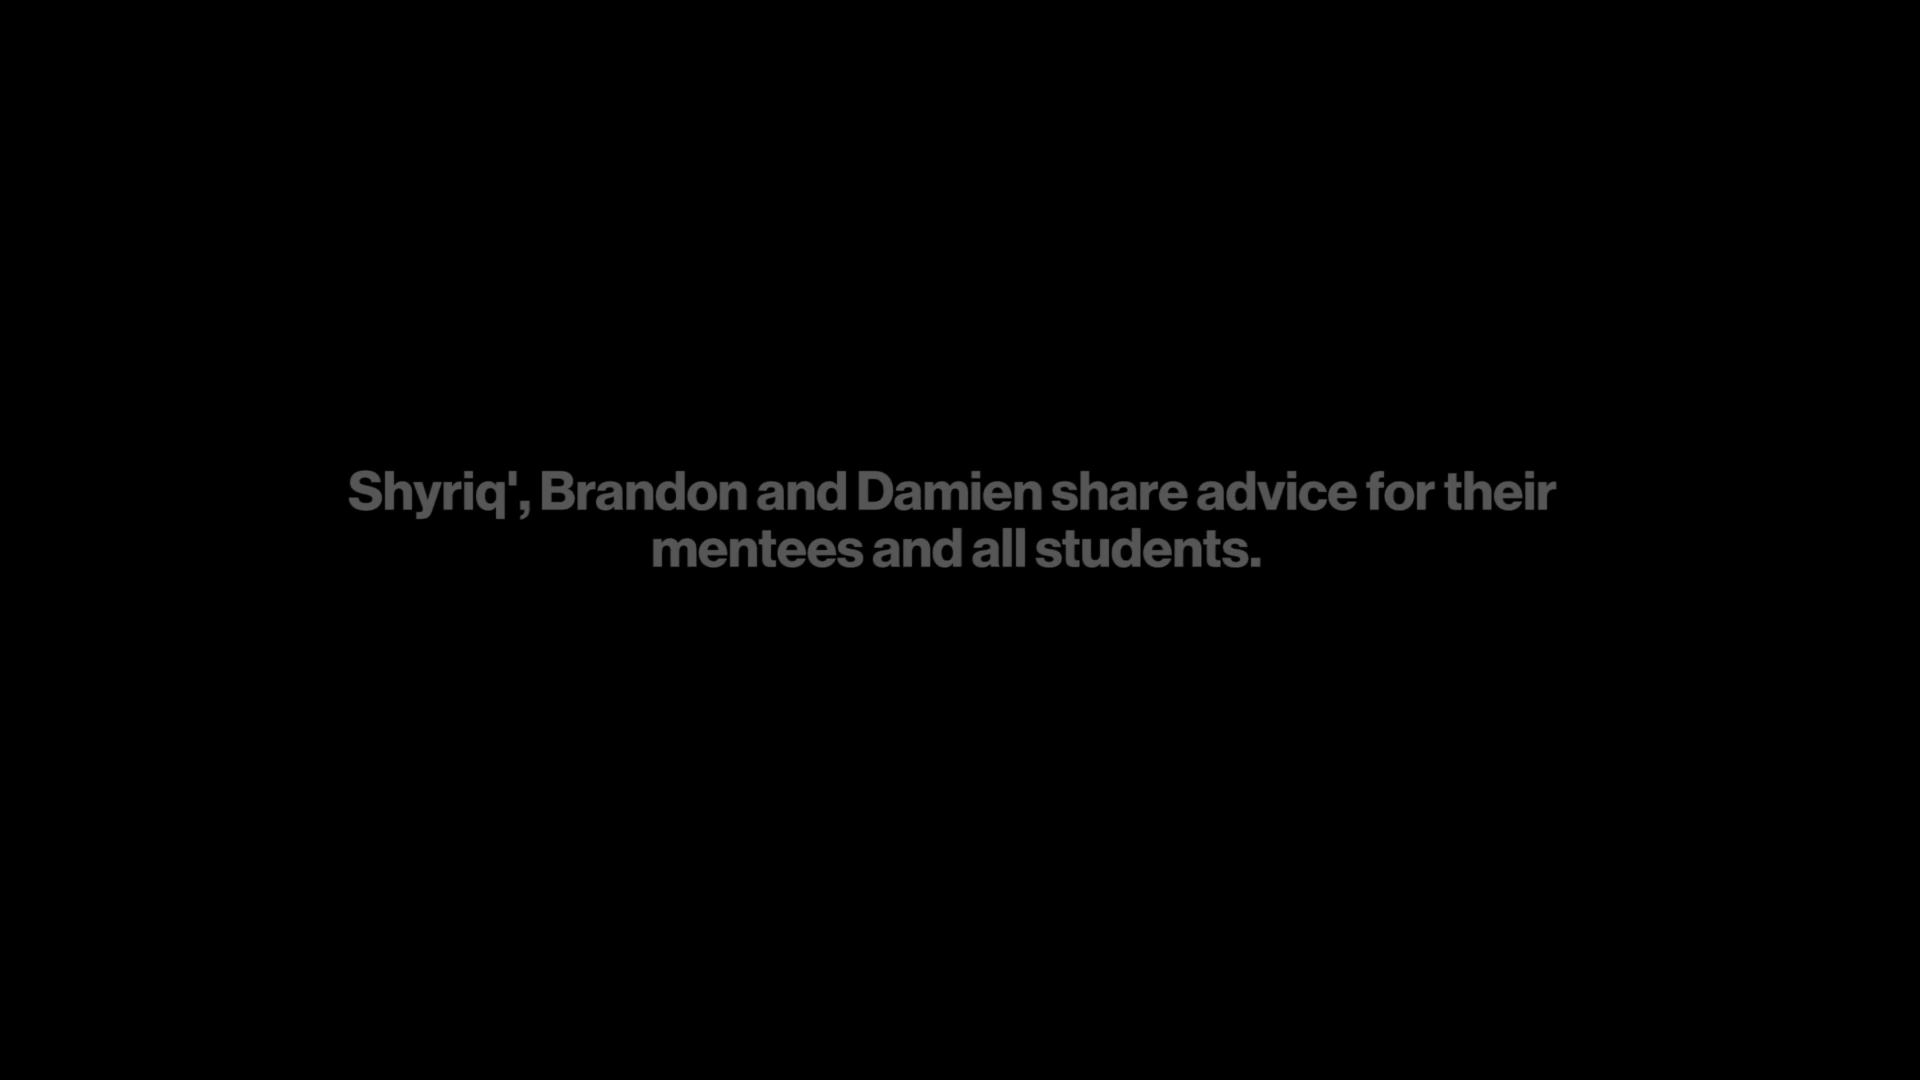 Shyriq', Brandon and Damien share advice for their
mentees and all students.